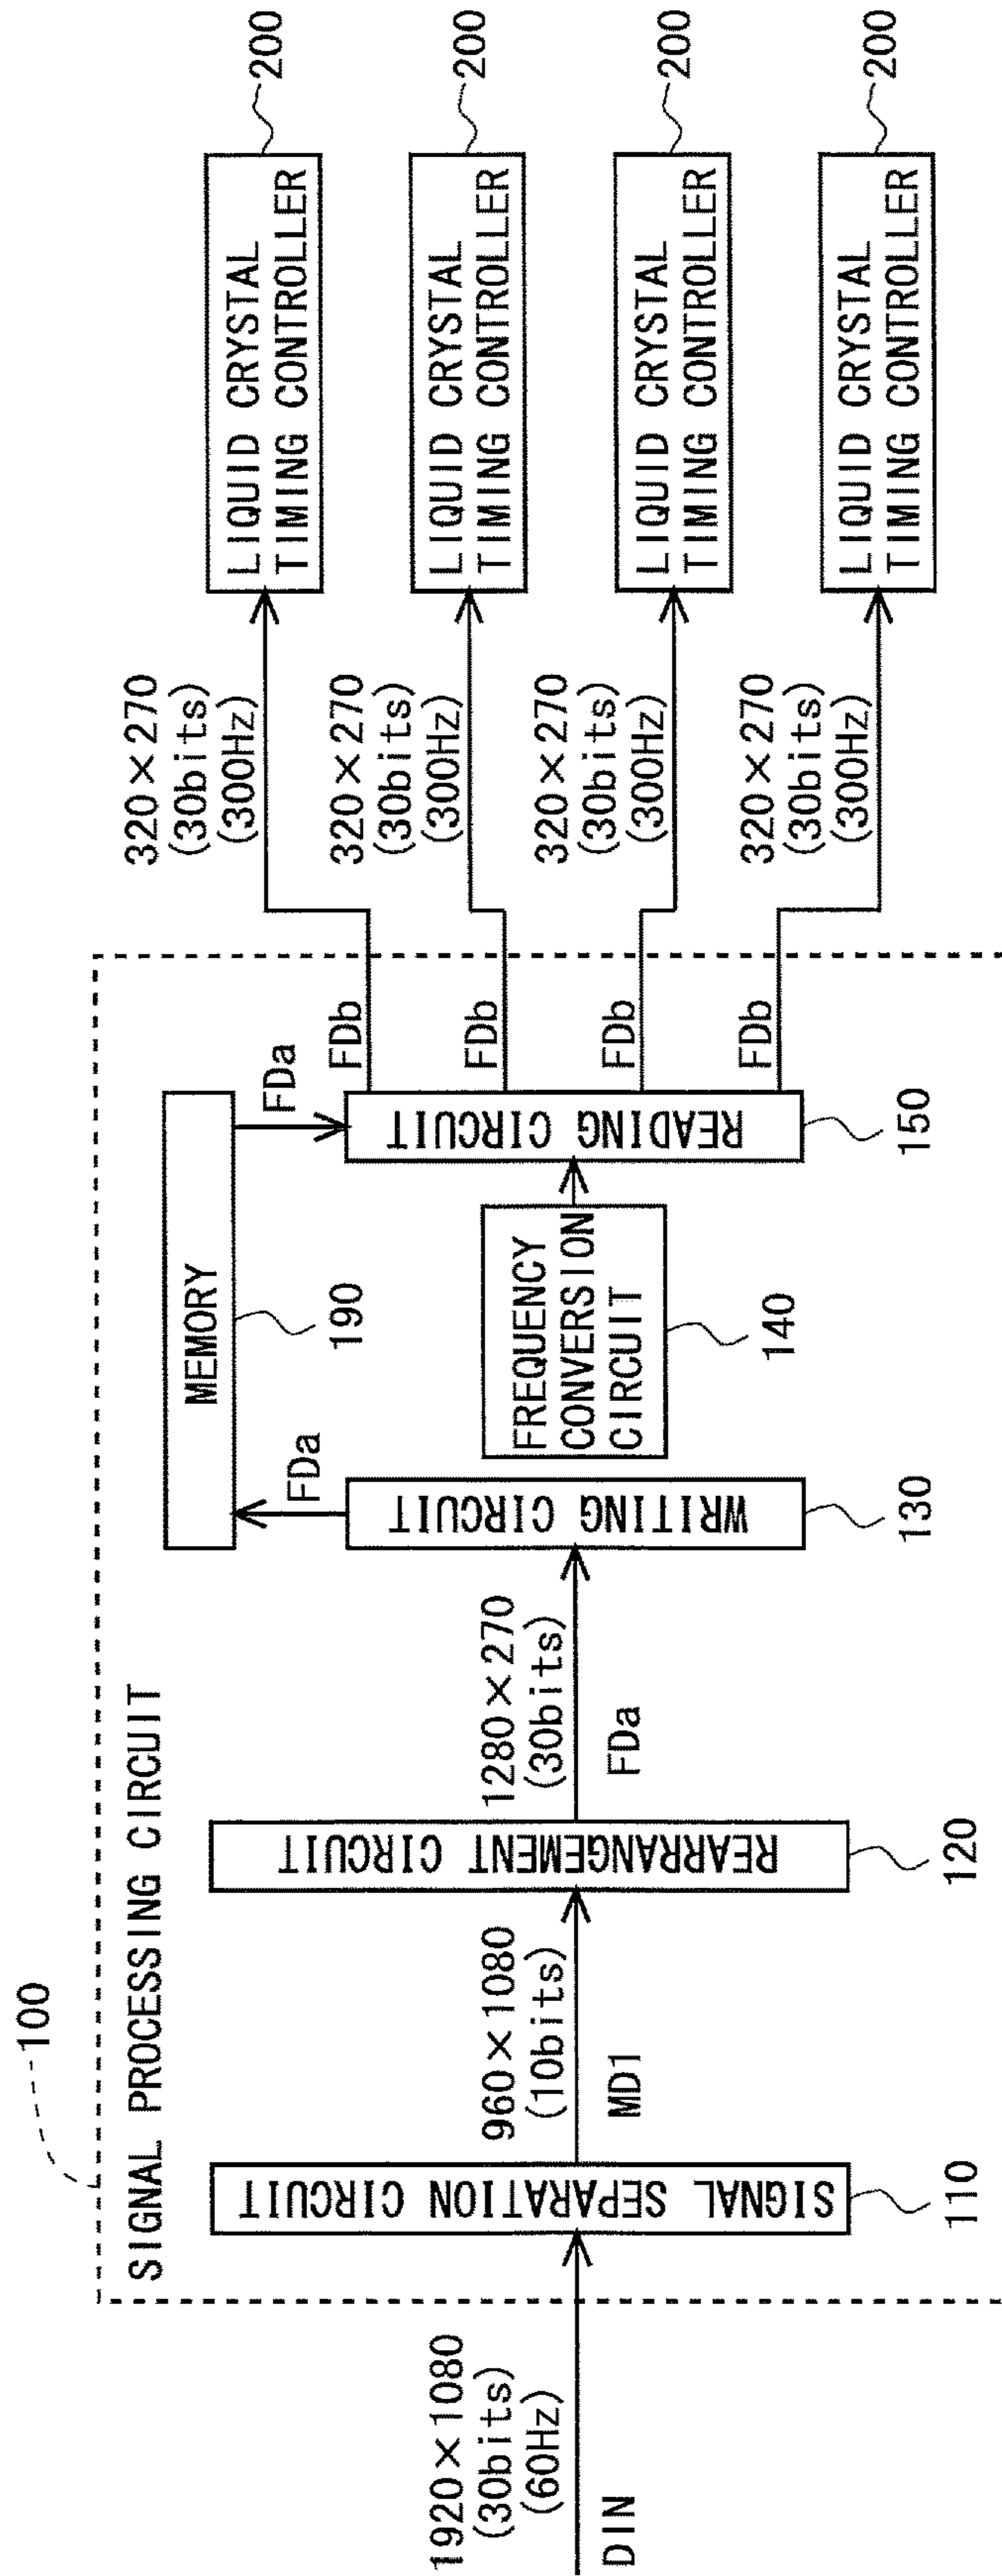 100
SIGNAL PROCESSING CIRCUIT
1920×1080
(30bits)
(60Hz)
DIN
SIGNAL SEPARATION CIRCUIT
110
960×1080
(10bits)
MD1
REARRANGEMENT CIRCUIT
120
1280×270
(30bits)
FDa
WRITING CIRCUIT
130
FDa
MEMORY
190
FREQUENCY
CONVERSION
CIRCUIT
140
FDa
READING CIRCUIT
150
FDb
FDb
FDb
FDb
320×270
(30bits)
(300Hz)
320×270
(30bits)
(300Hz)
320×270
(30bits)
(300Hz)
320×270
(30bits)
(300Hz)
LIQUID CRYSTAL
TIMING CONTROLLER
200
LIQUID CRYSTAL
TIMING CONTROLLER
200
LIQUID CRYSTAL
TIMING CONTROLLER
200
LIQUID CRYSTAL
TIMING CONTROLLER
200